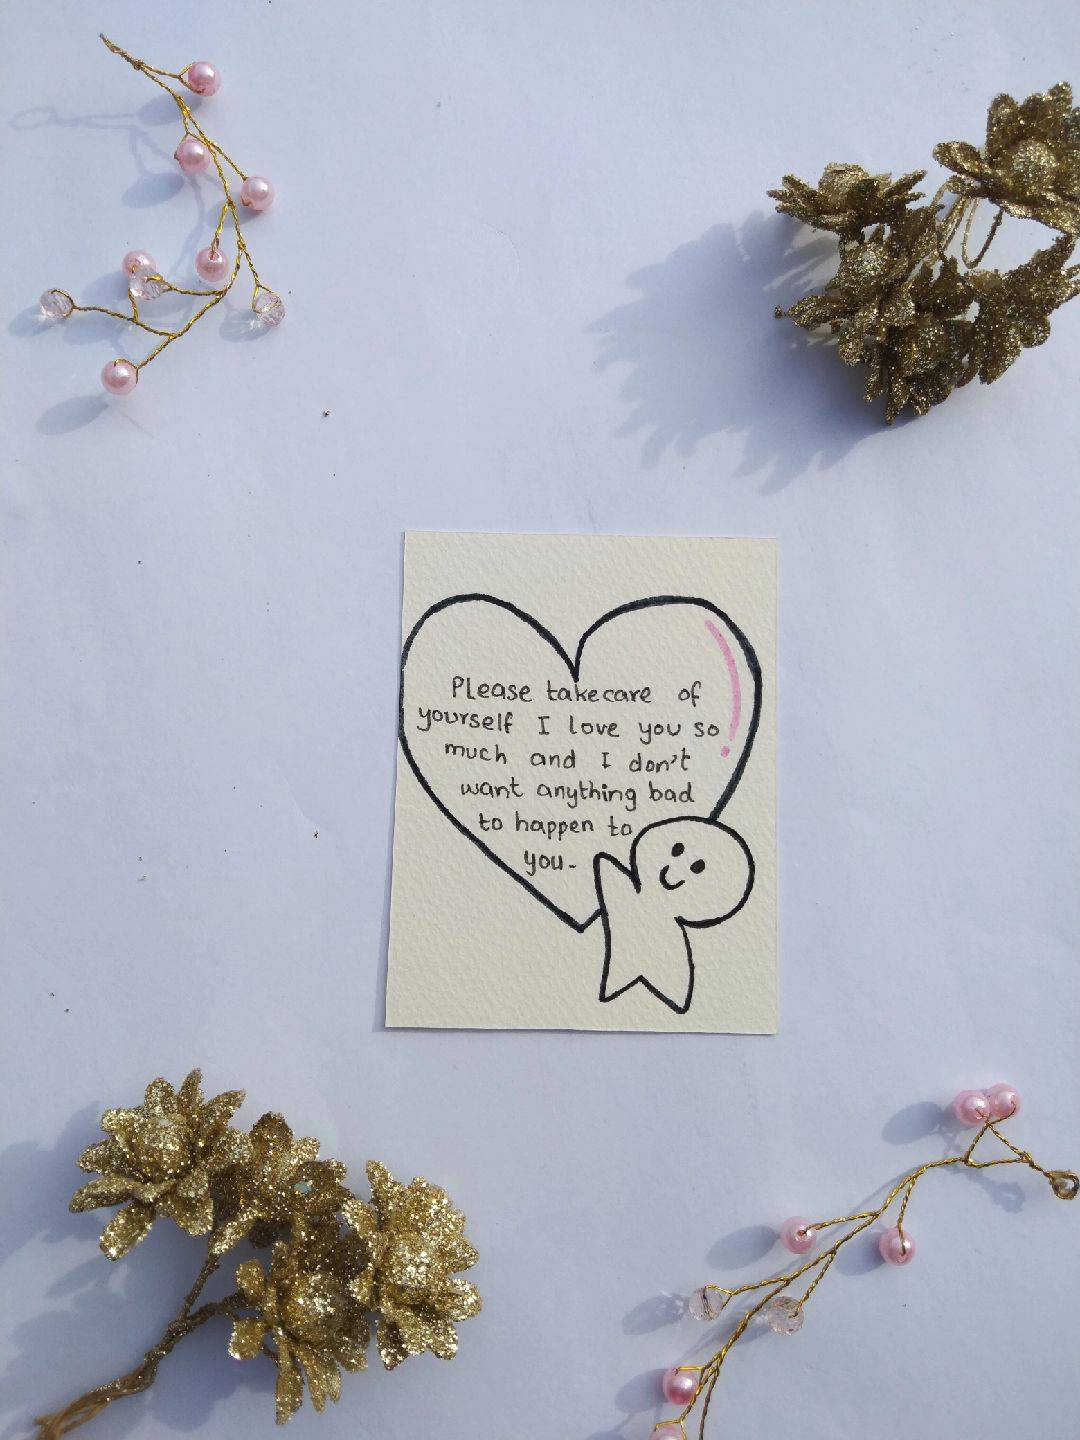 Please takecare of
yourself I love you so
much and I don't
want anything bad
to happen to
you-